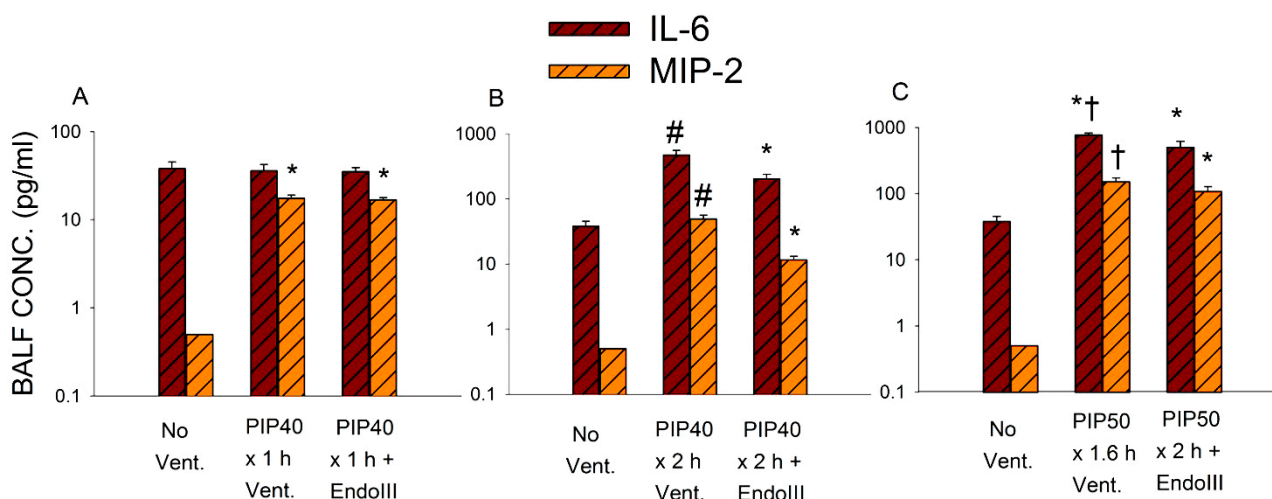 IL-6
MIP-2
A
BALF CONC. (pg/ml)
100
10
1
0.1
*
*
No
Vent.
PIP40
x 1 h
Vent.
PIP40
x 1 h +
EndoIII
B
1000
100
10
1
0.1
#
#
*
*
No
Vent.
PIP40
x 2 h
Vent.
PIP40
x 2 h +
EndoIII
C
1000
100
10
1
0.1
*†
†
*
*
No
Vent.
PIP50
x 1.6 h
Vent.
PIP50
x 2 h +
EndoIII